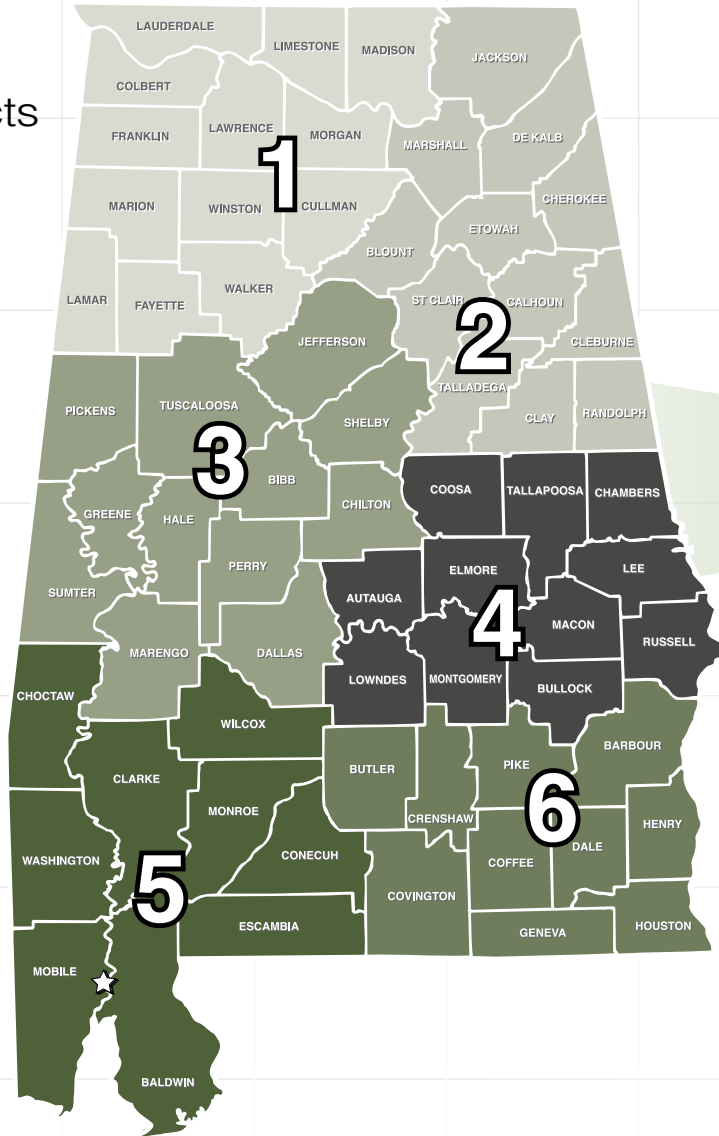 LAUDERDALE
LIMESTONE
MADISON
JACKSON
COLBERT
cts
FRANKLIN
LAWRENCE
MORGAN
MARSHALL
DE KALB
1
MARION
WINSTON
CULLMAN
CHEROKEE
ETOWAH
BLOUNT
LAMAR
FAYETTE
WALKER
ST CLAIR
CALHOUN
2
JEFFERSON
CLEBURNE
TALLADEGA
PICKENS
TUSCALOOSA
SHELBY
CLAY
RANDOLPH
3
BIBB
COOSA
TALLAPOOSA
CHAMBERS
GREENE
HALE
CHILTON
PERRY
ELMORE
LEE
SUMTER
AUTAUGA
4
MACON
MARENGO
DALLAS
RUSSELL
LOWNDES
MONTGOMERY
BULLOCK
CHOCTAW
WILCOX
BARBOUR
CLARKE
BUTLER
PIKE
MONROE
CRENSHAW
6
HENRY
WASHINGTON
CONECUH
COFFEE
DALE
5
COVINGTON
ESCAMBIA
GENEVA
HOUSTON
MOBILE
BALDWIN